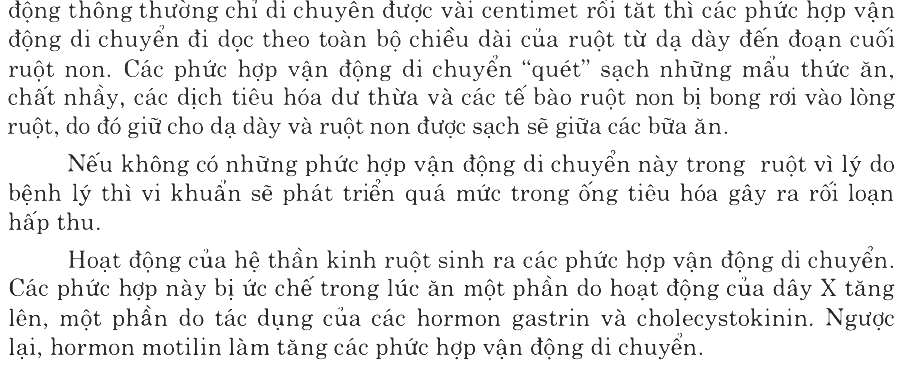 động thông thường chỉ di chuyển được vài centimet rồi tắt thì các phức hợp vận
động di chuyển đi dọc theo toàn bộ chiều dài của ruột từ dạ dày đến đoạn cuối
ruột non. Các phức hợp vận động di chuyển “quét” sạch những mẩu thức ăn,
chất nhầy, các dịch tiêu hóa dư thừa và các tế bào ruột non bị bong rơi vào lòng
ruột, do đó giữ cho dạ dày và ruột non được sạch sẽ giữa các bữa ăn.
Nếu không có những phức hợp vận động di chuyển này trong ruột vì lý do
bệnh lý thì vi khuẩn sẽ phát triển quá mức trong ống tiêu hóa gây ra rối loạn
hấp thu.
Hoạt động của hệ thần kinh ruột sinh ra các phức hợp vận động di chuyển.
Các phức hợp này bị ức chế trong lúc ăn một phần do hoạt động của dây X tăng
lên, một phần do tác dụng của các hormon gastrin và cholecystokinin. Ngược
lại, hormon motilin làm tăng các phức hợp vận động di chuyển.